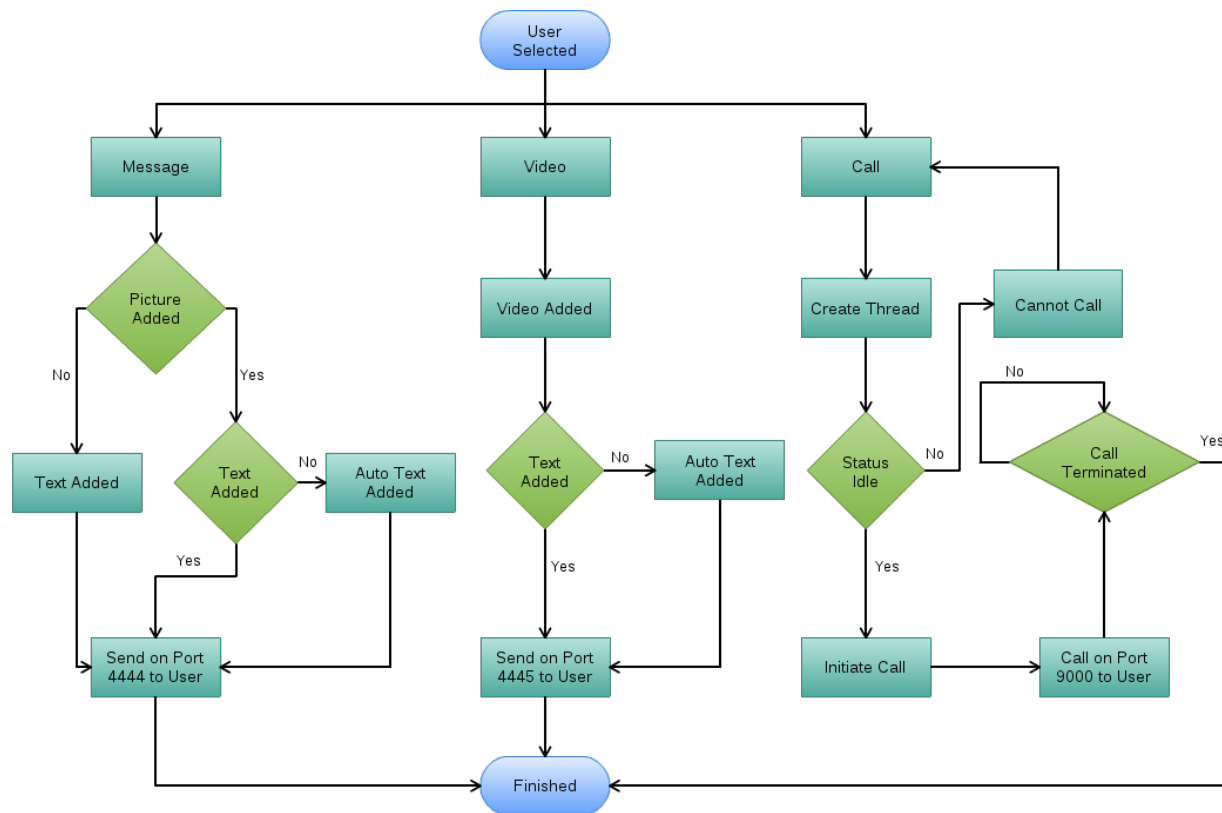 User
Selected
Message
Video
Call
Picture
Added
Video Added
Create Thread
Cannot Call
No
Yes
No
Text Added
Text
Added
No
Auto Text
Added
Text
Added
No
Auto Text
Added
Status
Idle
No
Call
Terminated
Yes
Yes
Yes
Yes
Send on Port
4444 to User
Send on Port
4445 to User
Initiate Call
Call on Port
9000 to User
Finished